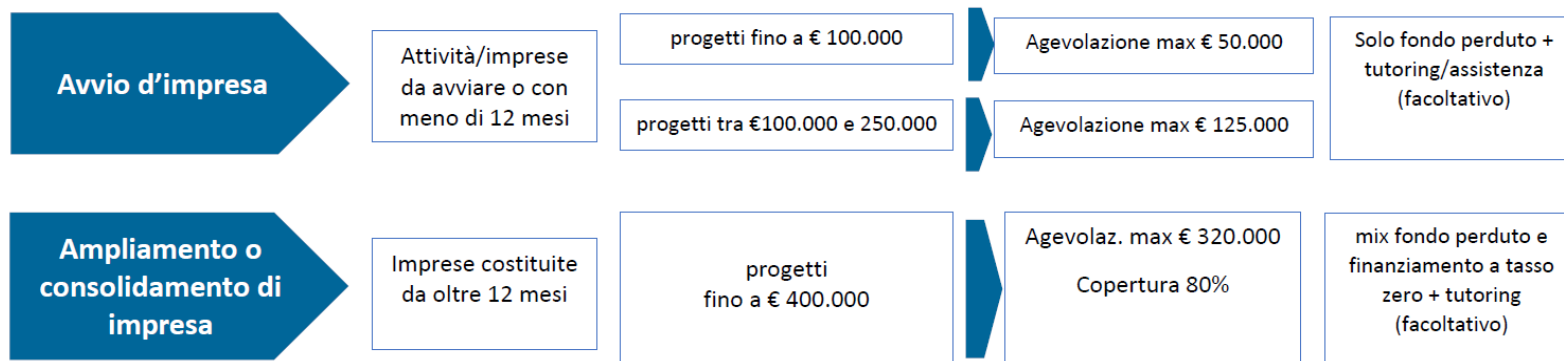 Avvio d’impresa
Attività/imprese
da avviare o con
meno di 12 mesi
progetti fino a € 100.000
Agevolazione max € 50.000
progetti tra €100.000 e 250.000
Agevolazione max € 125.000
Solo fondo perduto +
tutoring/assistenza
(facoltativo)
Ampliamento o
consolidamento di
impresa
Imprese costituite
da oltre 12 mesi
progetti
fino a € 400.000
Agevolaz. max € 320.000
Copertura 80%
mix fondo perduto e
finanziamento a tasso
zero + tutoring
(facoltativo)